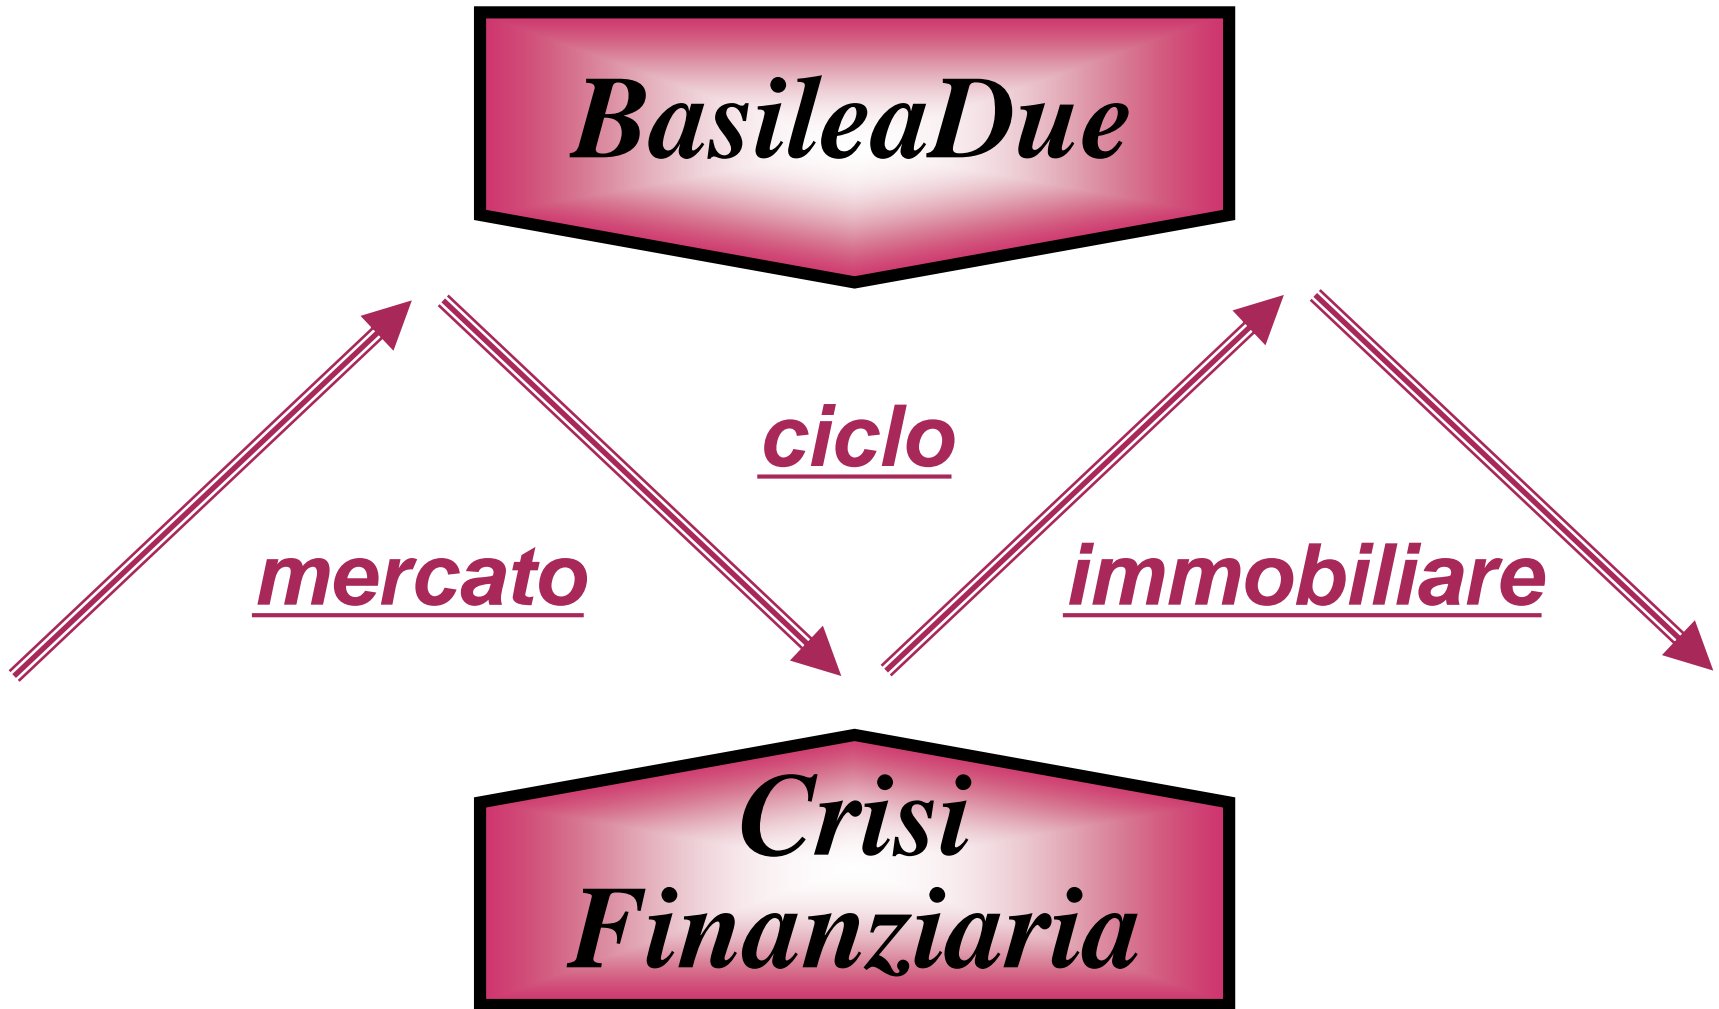 BasileaDue
ciclo
mercato
immobiliare
Crisi
Finanziaria